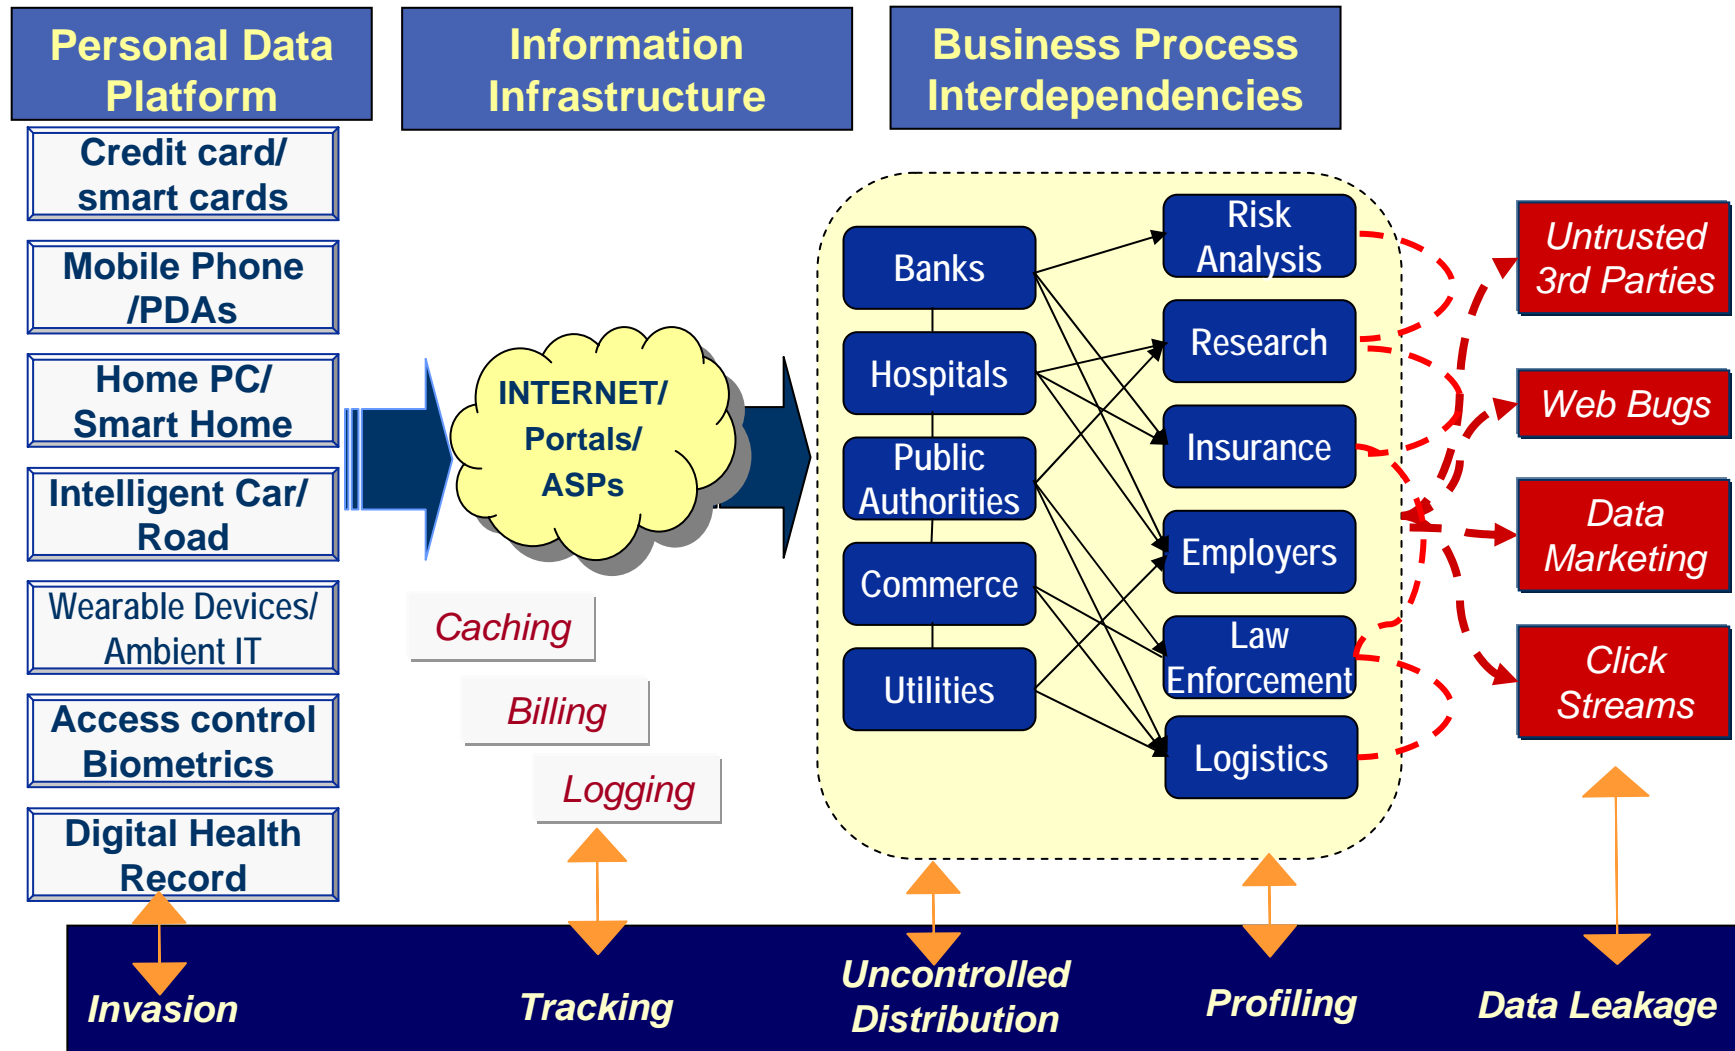 Personal Data
Platform
Information
Infrastructure
Business Process
Interdependencies
Credit card/
smart cards
Mobile Phone
/PDAs
Home PC/
Smart Home
Intelligent Car/
Road
Wearable Devices/
Ambient IT
Access control
Biometrics
Digital Health
Record
INTERNET/
Portals/
ASPs
Caching
Billing
Logging
Banks
Hospitals
Public
Authorities
Commerce
Utilities
Risk
Analysis
Research
Insurance
Employers
Law
Enforcement
Logistics
Untrusted
3rd Parties
Web Bugs
Data
Marketing
Click
Streams
Invasion
Tracking
Uncontrolled
Distribution
Profiling
Data Leakage